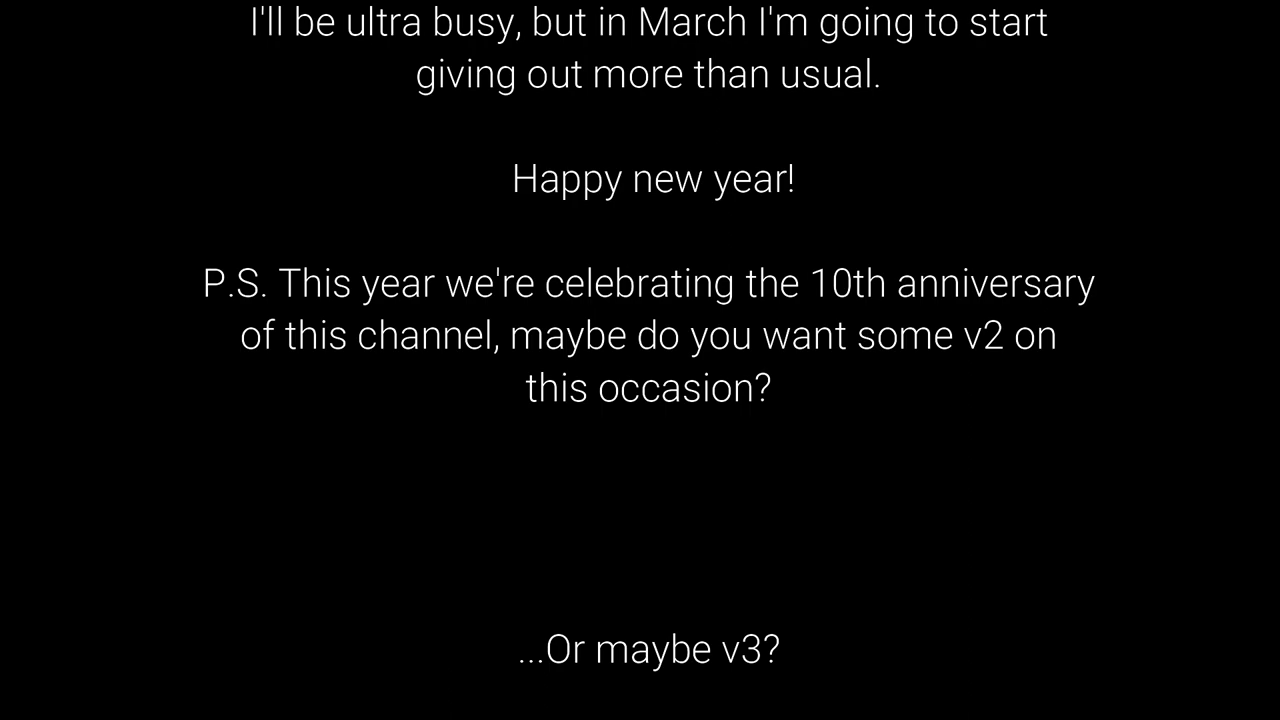 I'll be ultra busy, but in March I'm going to start
giving out more than usual.
Happy new year!
P.S. This year we're celebrating the 10th anniversary
of this channel, maybe do you want some v2 on
this occasion?
...Or maybe v3?